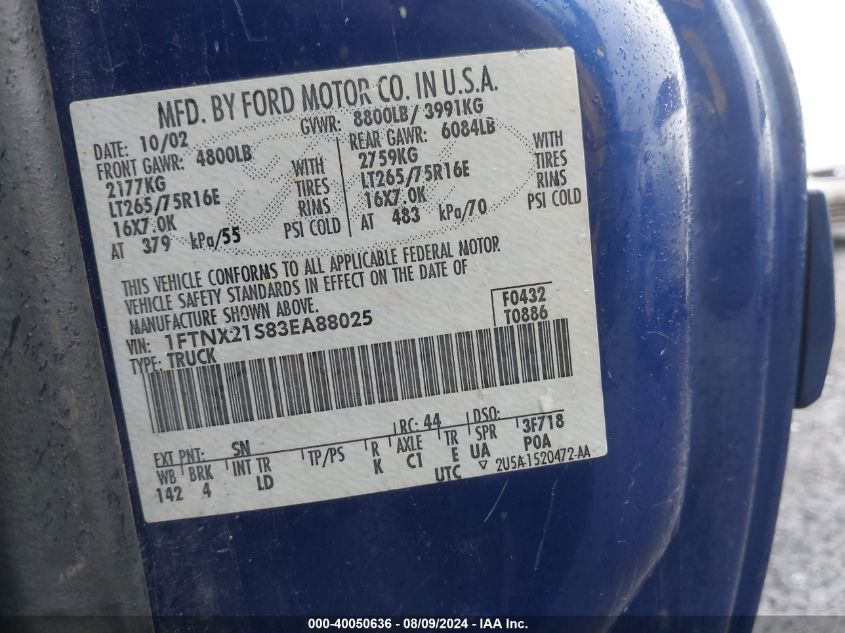 MFD. BY FORD MOTOR CO. IN U.S.A.
DATE: 10/02 GVWR: 8800LB/ 3991KG
FRONT GAWR: 4800LB REAR GAWR: 6084LB
2177KG WITH 2759KG WITH
LT265/75R16E TIRES LT265/75R16E TIRES
16X7.0K RIMS 16X7.0K RIMS
AT 379 kPa/55 PSI COLD AT 483 kPa/70 PSI COLD
THIS VEHICLE CONFORMS TO ALL APPLICABLE FEDERAL MOTOR
VEHICLE SAFETY STANDARDS IN EFFECT ON THE DATE OF
MANUFACTURE SHOWN ABOVE.
VIN: 1FTNX21S83EA88025 F0432
TYPE: TRUCK T0886
EXT PNT: SN RC: 44 DSO:
WB BRK INT TR TP/PS R AXLE TR SPR 3F718
142 4 LD K CT E UA P0A
UTC ▽ 2U5A-1520472-AA
000-40050636 - 08/09/2024 - IAA Inc.